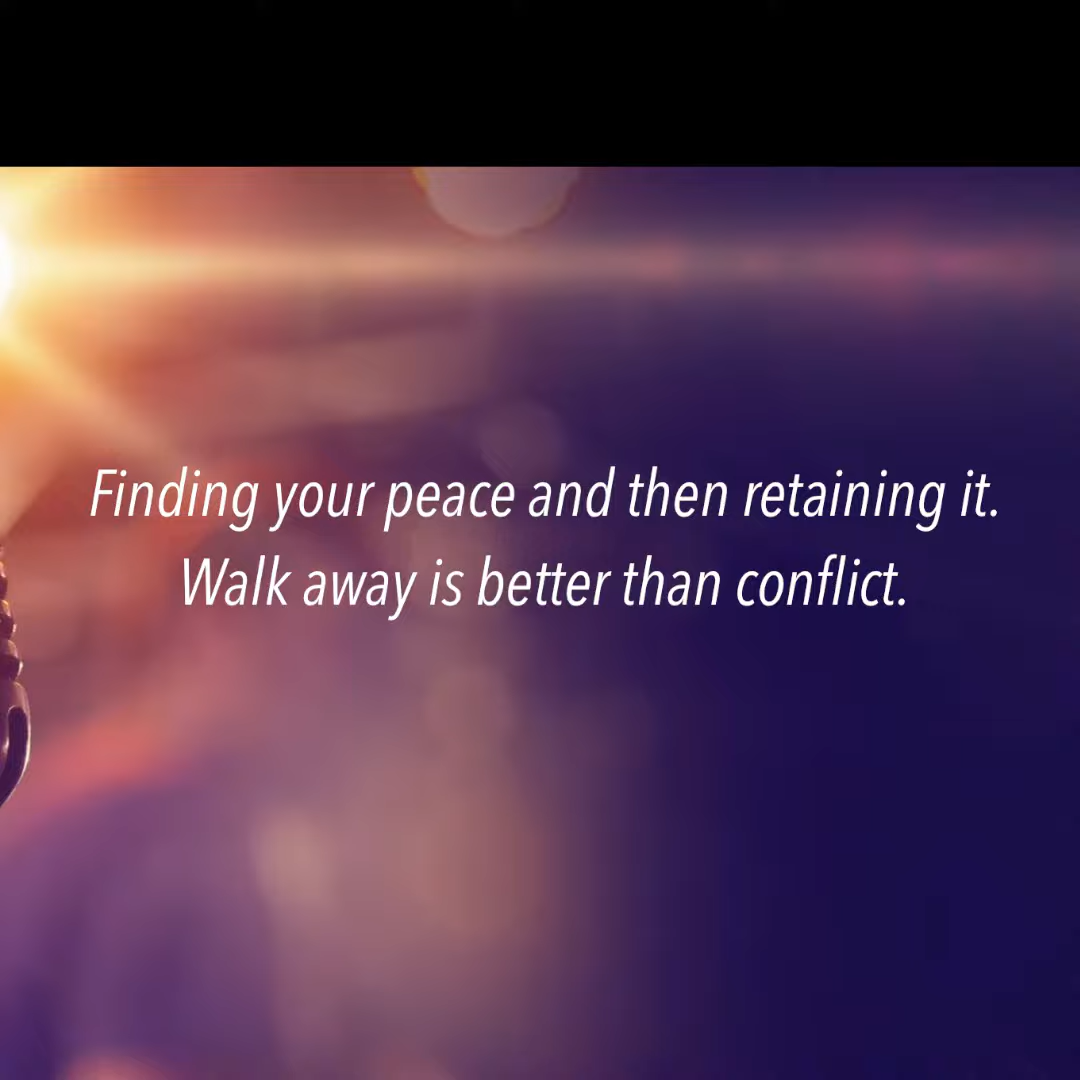 Finding your peace and then retaining it.
Walk away is better than conflict.